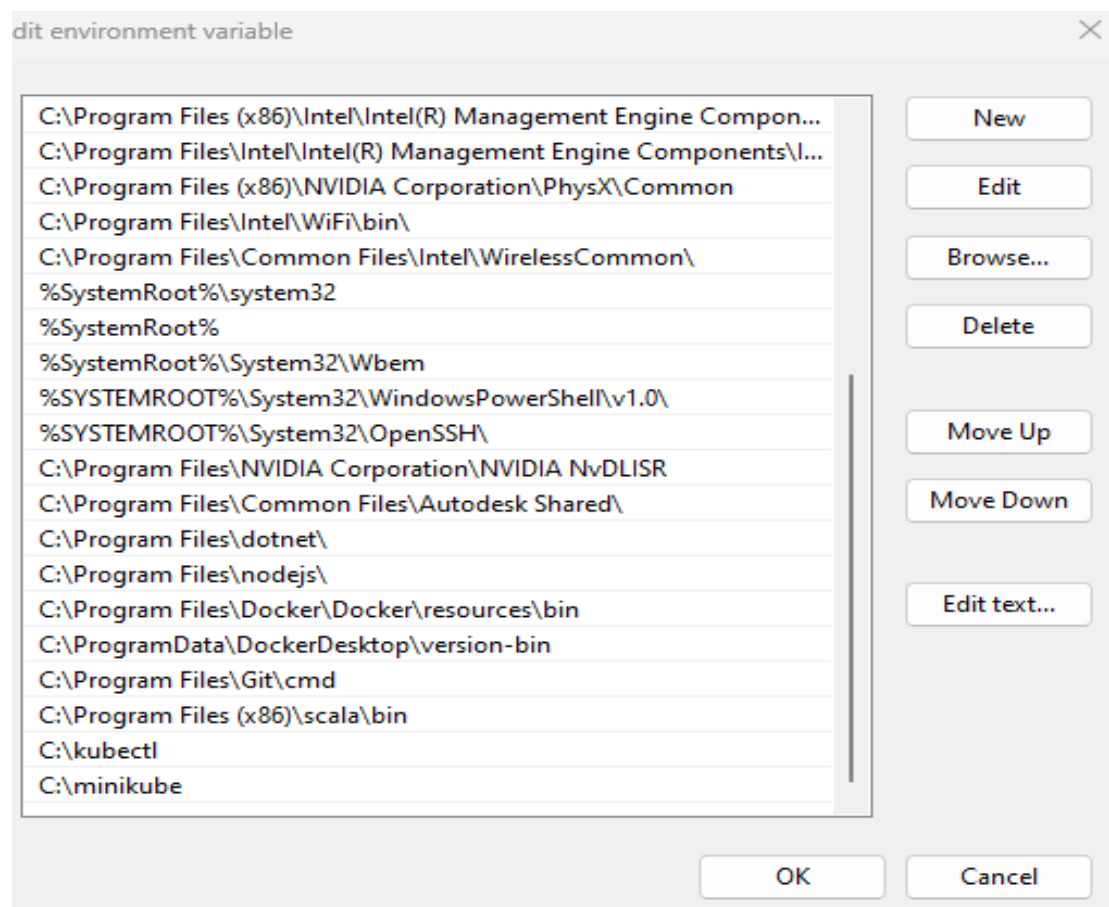 dit environment variable
C:\Program Files (x86)\Intel\Intel(R) Management Engine Compon...
New
C:\Program Files\Intel\Intel(R) Management Engine Components\I...
C:\Program Files (x86)\NVIDIA Corporation\PhysX\Common
Edit
C:\Program Files\Intel\WiFi\bin\
C:\Program Files\Common Files\Intel\WirelessCommon\
Browse...
%SystemRoot%\system32
%SystemRoot%
Delete
%SystemRoot%\System32\Wbem
%SYSTEMROOT%\System32\WindowsPowerShell\v1.0\
%SYSTEMROOT%\System32\OpenSSH\
Move Up
C:\Program Files\NVIDIA Corporation\NVIDIA NvDLISR
C:\Program Files\Common Files\Autodesk Shared\
Move Down
C:\Program Files\dotnet\
C:\Program Files\nodejs\
C:\Program Files\Docker\Docker\resources\bin
Edit text...
C:\ProgramData\DockerDesktop\version-bin
C:\Program Files\Git\cmd
C:\Program Files (x86)\scala\bin
C:\kubectl
C:\minikube
OK
Cancel